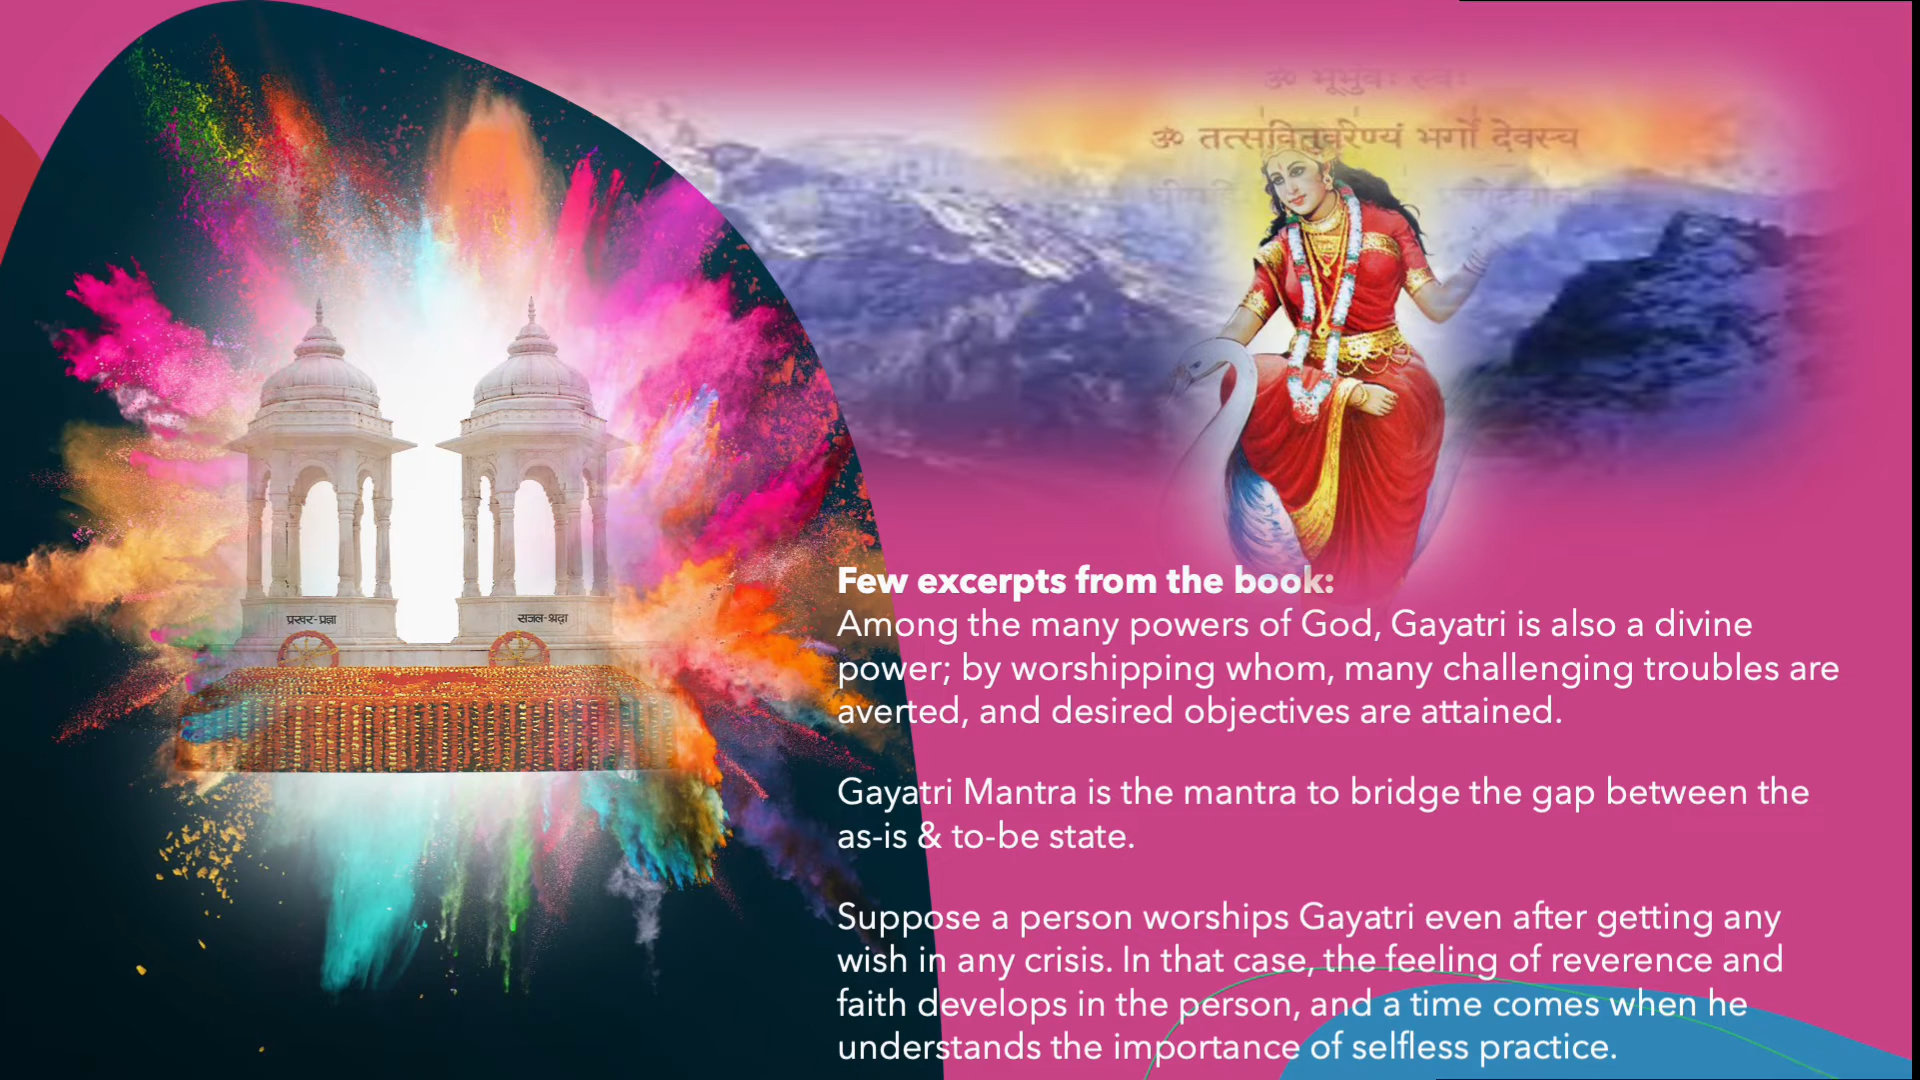 ॐ भूर्भुवः स्वः
ॐ तत्सवितुर्वरेण्यं भर्गो देवस्य
प्रखर-प्रज्ञा
सजल-श्रद्धा
Few excerpts from the book:
Among the many powers of God, Gayatri is also a divine
power; by worshipping whom, many challenging troubles are
averted, and desired objectives are attained.
Gayatri Mantra is the mantra to bridge the gap between the
as-is & to-be state.
Suppose a person worships Gayatri even after getting any
wish in any crisis. In that case, the feeling of reverence and
faith develops in the person, and a time comes when he
understands the importance of selfless practice.